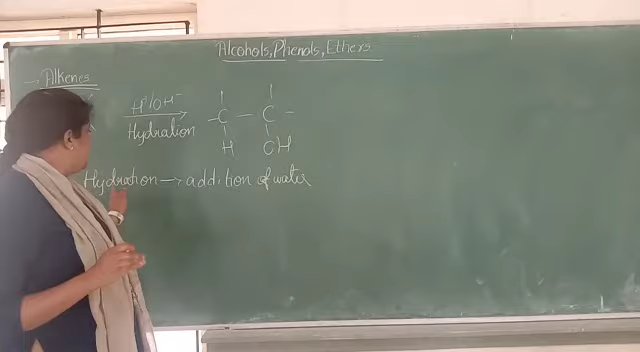 Alcohols, Phenols, Ethers
→ Alkenes
H⁺/OH⁻
Hydration
- C - C -
H OH
Hydration → addition of water